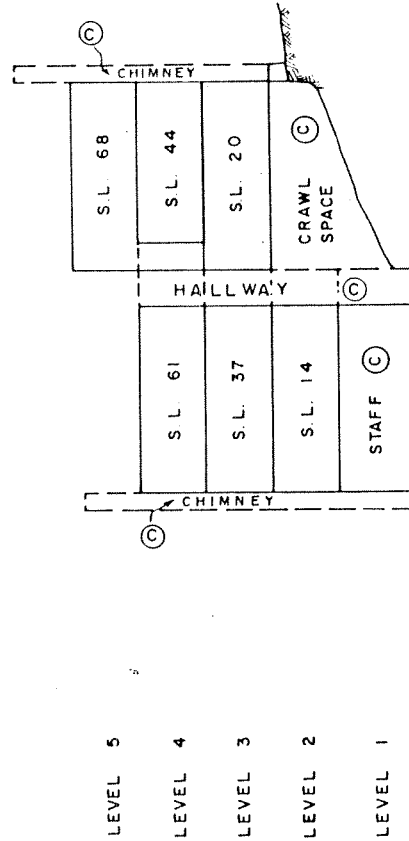 CHIMNEY
Ⓒ
S.L. 68
S.L. 44
S.L. 20
Ⓒ
CRAWL
SPACE
HALLWAY
Ⓒ
S.L. 61
S.L. 37
S.L. 14
STAFF Ⓒ
CHIMNEY
Ⓒ
LEVEL 5
LEVEL 4
LEVEL 3
LEVEL 2
LEVEL 1